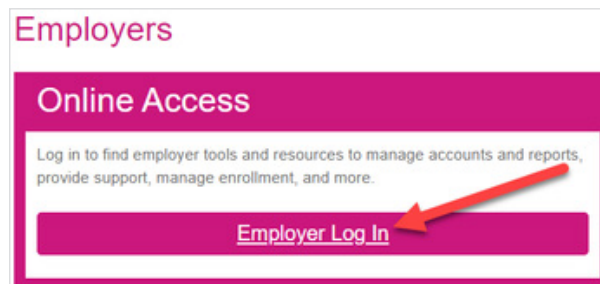 Employers
Online Access
Log in to find employer tools and resources to manage accounts and reports,
provide support, manage enrollment, and more.
Employer Log In